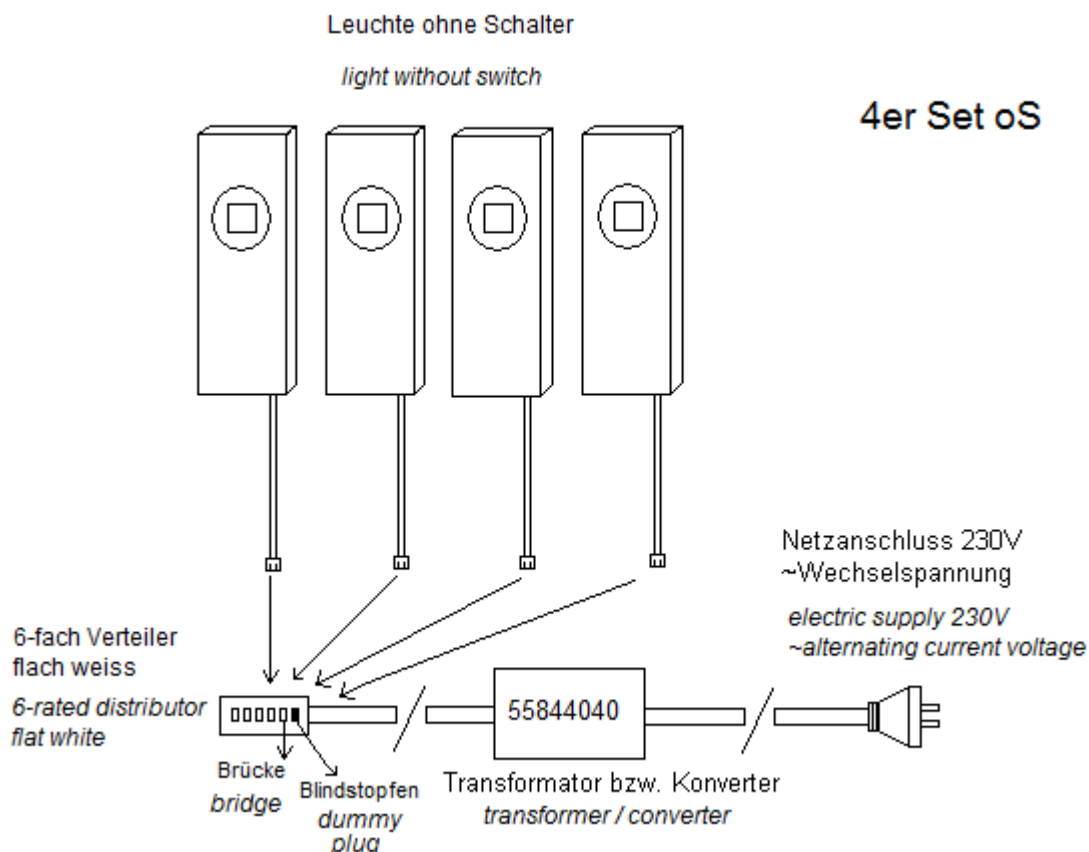 Leuchte ohne Schalter
light without switch
4er Set oS
Netzanschluss 230V
~Wechselspannung
electric supply 230V
~alternating current voltage
6-fach Verteiler
flach weiss
6-rated distributor
flat white
55844040
Brücke
bridge
Blindstopfen
dummy
plug
Transformator bzw. Konverter
transformer / converter